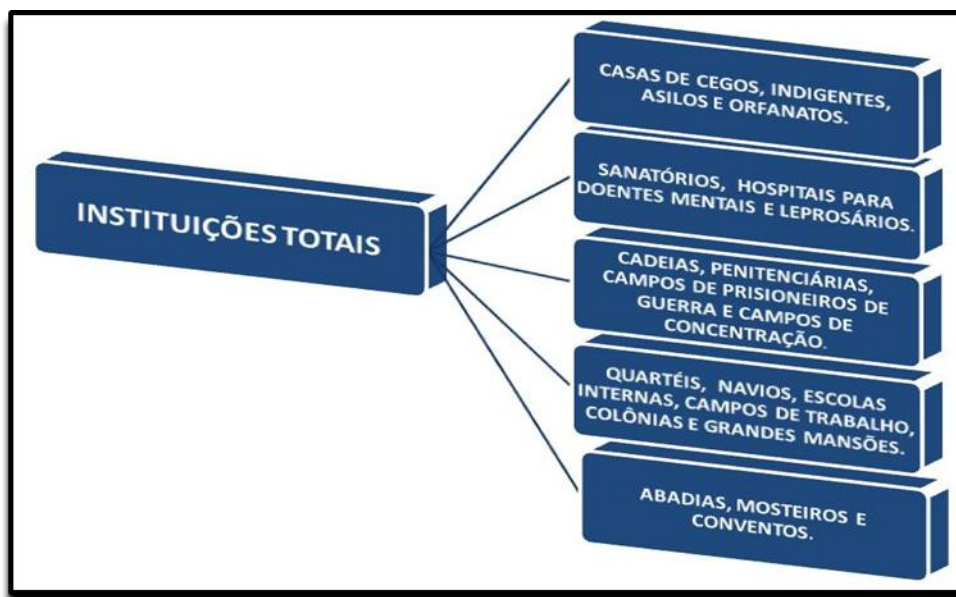 INSTITUIÇÕES TOTAIS
CASAS DE CEGOS, INDIGENTES,
ASILOS E ORFANATOS.
SANATÓRIOS, HOSPITAIS PARA
DOENTES MENTAIS E LEPROSÁRIOS.
CADEIAS, PENITENCIÁRIAS,
CAMPOS DE PRISIONEIROS DE
GUERRA E CAMPOS DE
CONCENTRAÇÃO.
QUARTÉIS, NAVIOS, ESCOLAS
INTERNAS, CAMPOS DE TRABALHO,
COLÔNIAS E GRANDES MANSÕES.
ABADIAS, MOSTEIROS E
CONVENTOS.